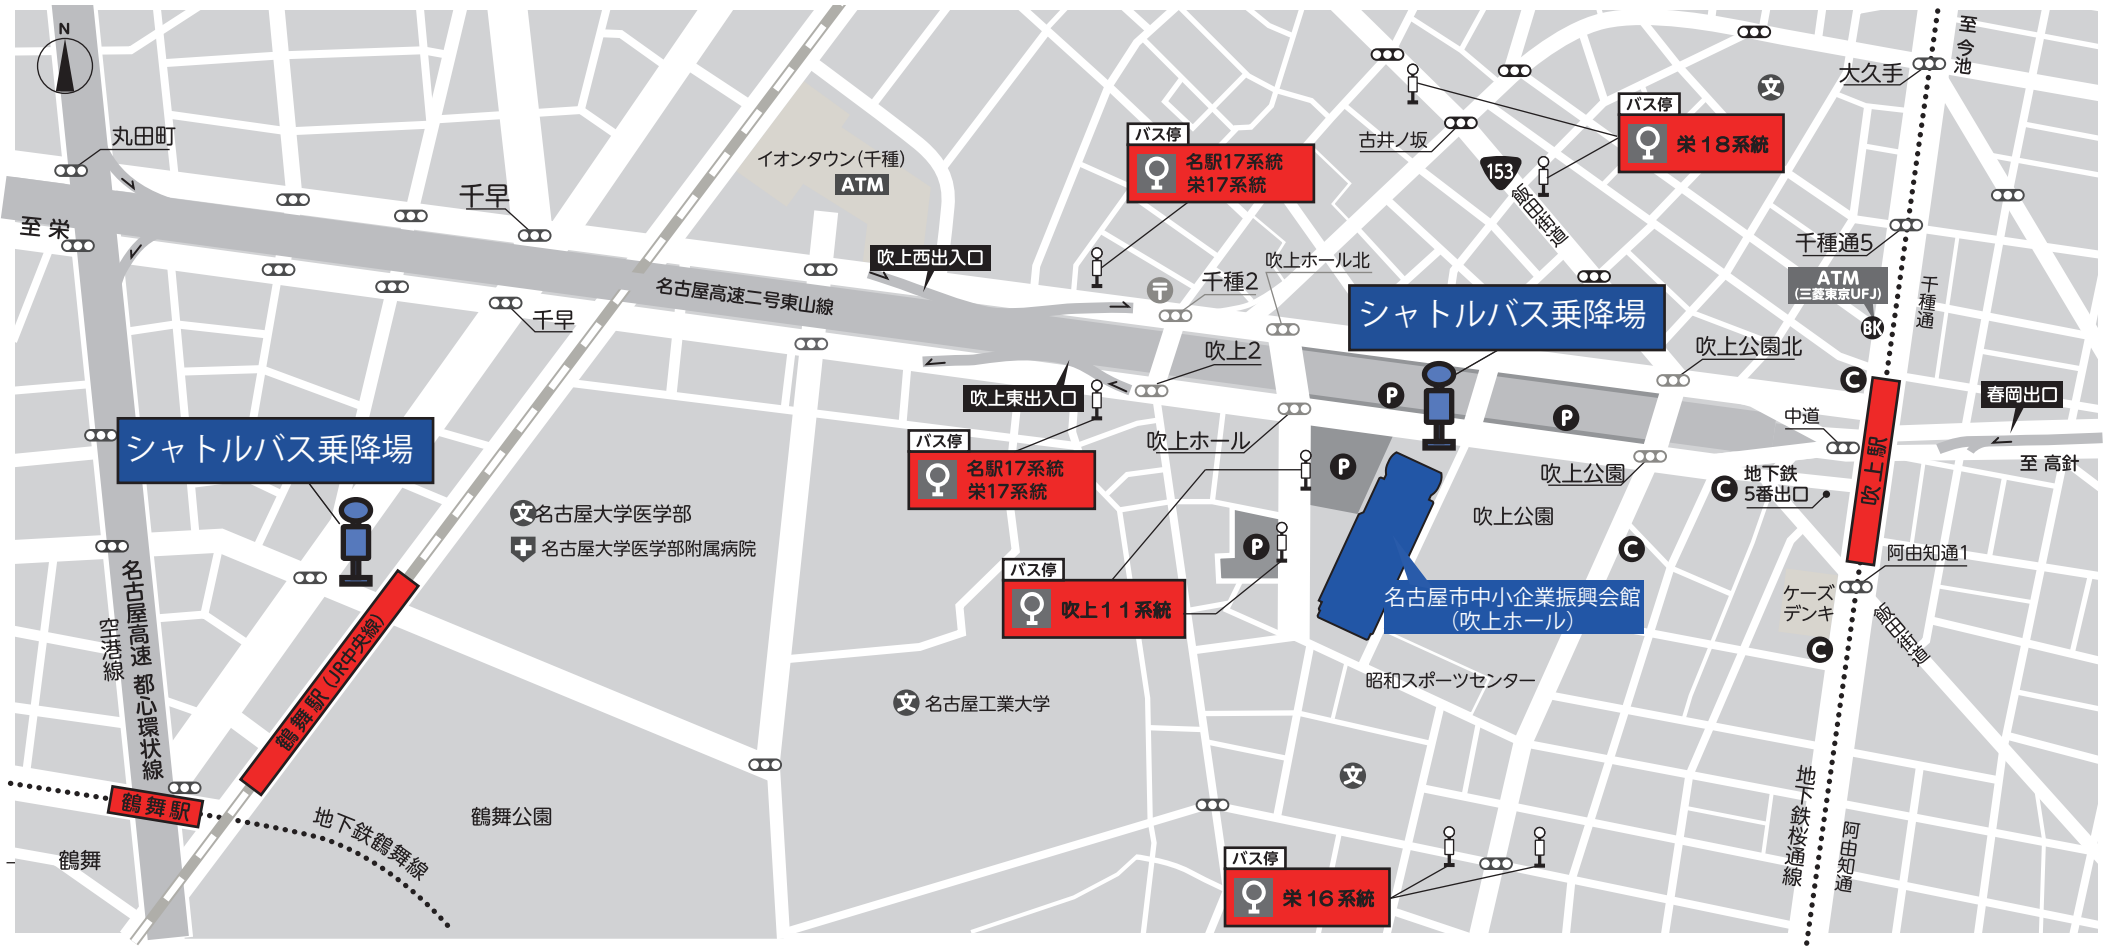 N
至 今池
大久手
丸田町
イオンタウン(千種)
ATM
バス停
名駅17系統
栄17系統
古井ノ坂
153
飯田街道
バス停
栄 18系統
文
千早
至 栄
吹上西出入口
名古屋高速二号東山線
千早
〒
千種2
吹上ホール北
シャトルバス乗降場
千種通5
ATM
(三菱東京UFJ)
BK
千種通
吹上2
吹上東出入口
P
P
吹上公園北
C
春岡出口
中道
吹上駅
至 高針
シャトルバス乗降場
バス停
名駅17系統
栄17系統
吹上ホール
P
吹上公園
吹上公園
C
地下鉄
5番出口
文
名古屋大学医学部
名古屋大学医学部附属病院
P
C
阿由知通1
バス停
吹上11系統
名古屋市中小企業振興会館
(吹上ホール)
ケーズ
デンキ
飯田街道
C
名古屋高速 都心環状線
空港線
鶴舞駅(JR中央線)
昭和スポーツセンター
文
名古屋工業大学
文
鶴舞駅
地下鉄鶴舞線
鶴舞公園
鶴舞
地下鉄桜通線
阿由知通
バス停
栄 16 系統